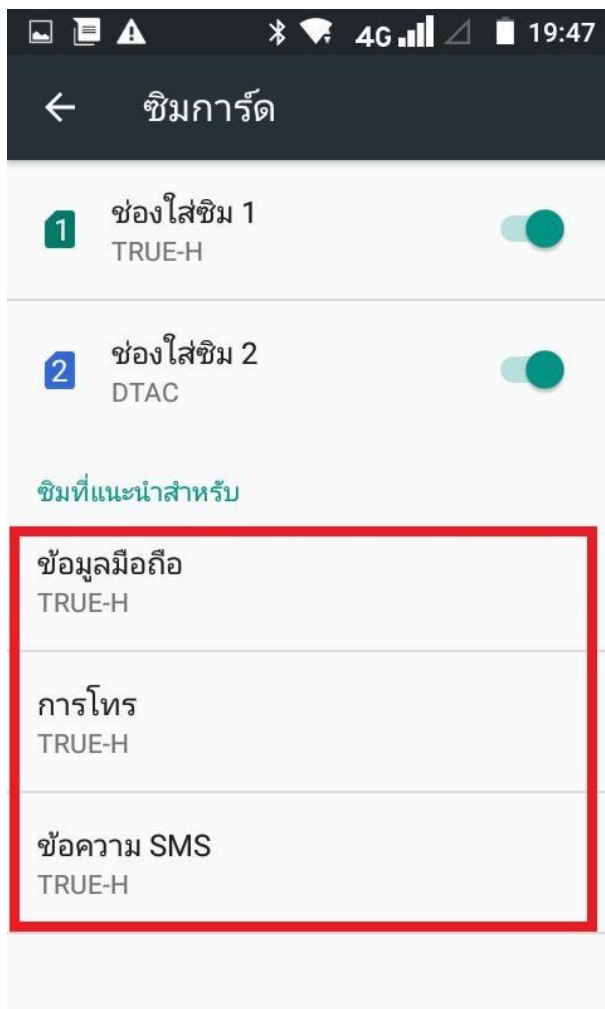 4G 19:47
ซิมการ์ด
1 ช่องใส่ซิม 1
TRUE-H
2 ช่องใส่ซิม 2
DTAC
ซิมที่แนะนำสำหรับ
ข้อมูลมือถือ
TRUE-H
การโทร
TRUE-H
ข้อความ SMS
TRUE-H